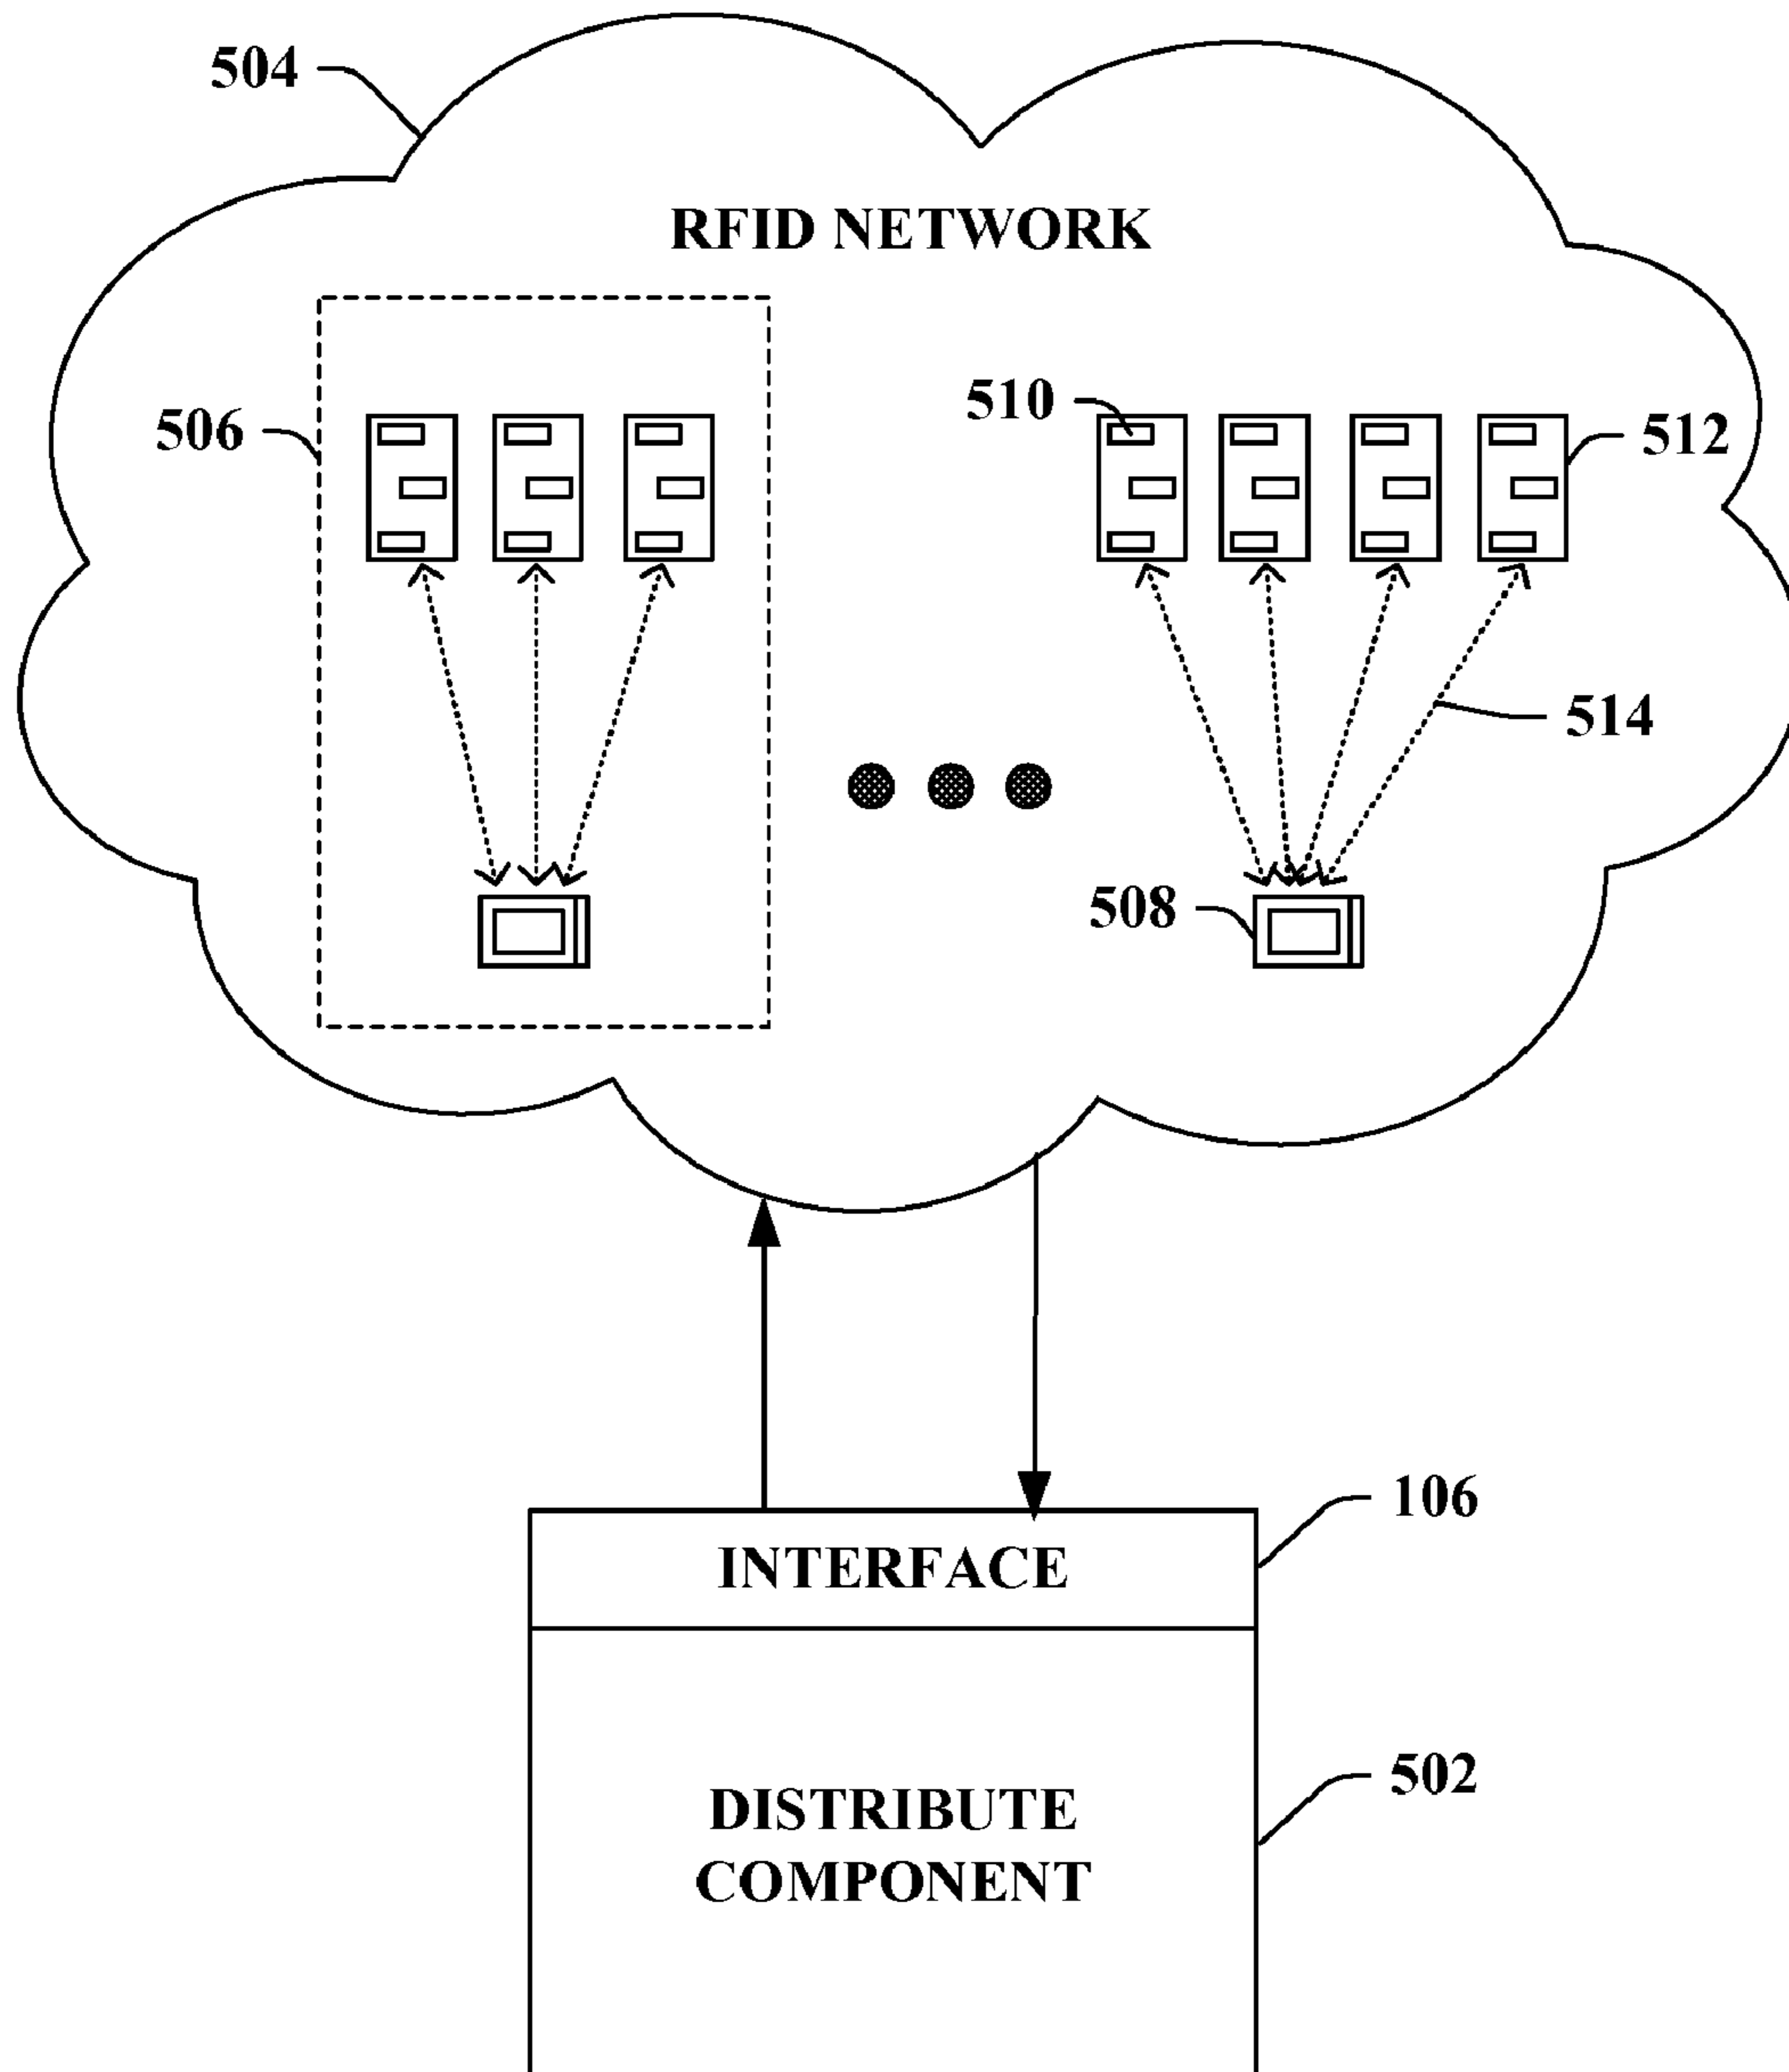 504
RFID NETWORK
506
510
512
514
508
106
INTERFACE
502
DISTRIBUTE
COMPONENT